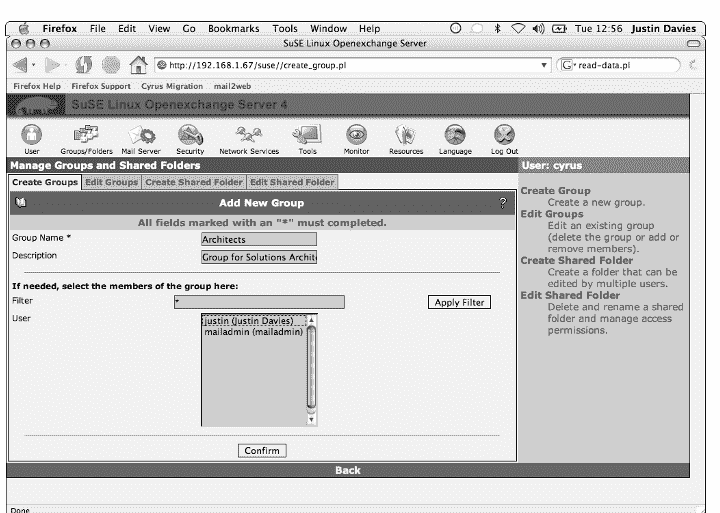 Firefox File Edit View Go Bookmarks Tools Window Help Tue 12:56 Justin Davies
SuSE Linux Openexchange Server
http://192.168.1.67/suse//create_group.pl
G read-data.pl
Firefox Help Firefox Support Cyrus Migration mail2web
SuSE Linux Openexchange Server 4
User Groups/Folders Mail Server Security Network Services Tools Monitor Resources Language Log Out
Manage Groups and Shared Folders
User: cyrus
Create Groups Edit Groups Create Shared Folder Edit Shared Folder
Add New Group ?
All fields marked with an "*" must completed.
Group Name * Architects
Description Group for Solutions Archit
If needed, select the members of the group here:
Filter * Apply Filter
User justin (Justin Davies)
mailadmin (mailadmin)
Confirm
Back
Create Group
Create a new group.
Edit Groups
Edit an existing group
(delete the group or add or
remove members).
Create Shared Folder
Create a folder that can be
edited by multiple users.
Edit Shared Folder
Delete and rename a shared
folder and manage access
permissions.
Done